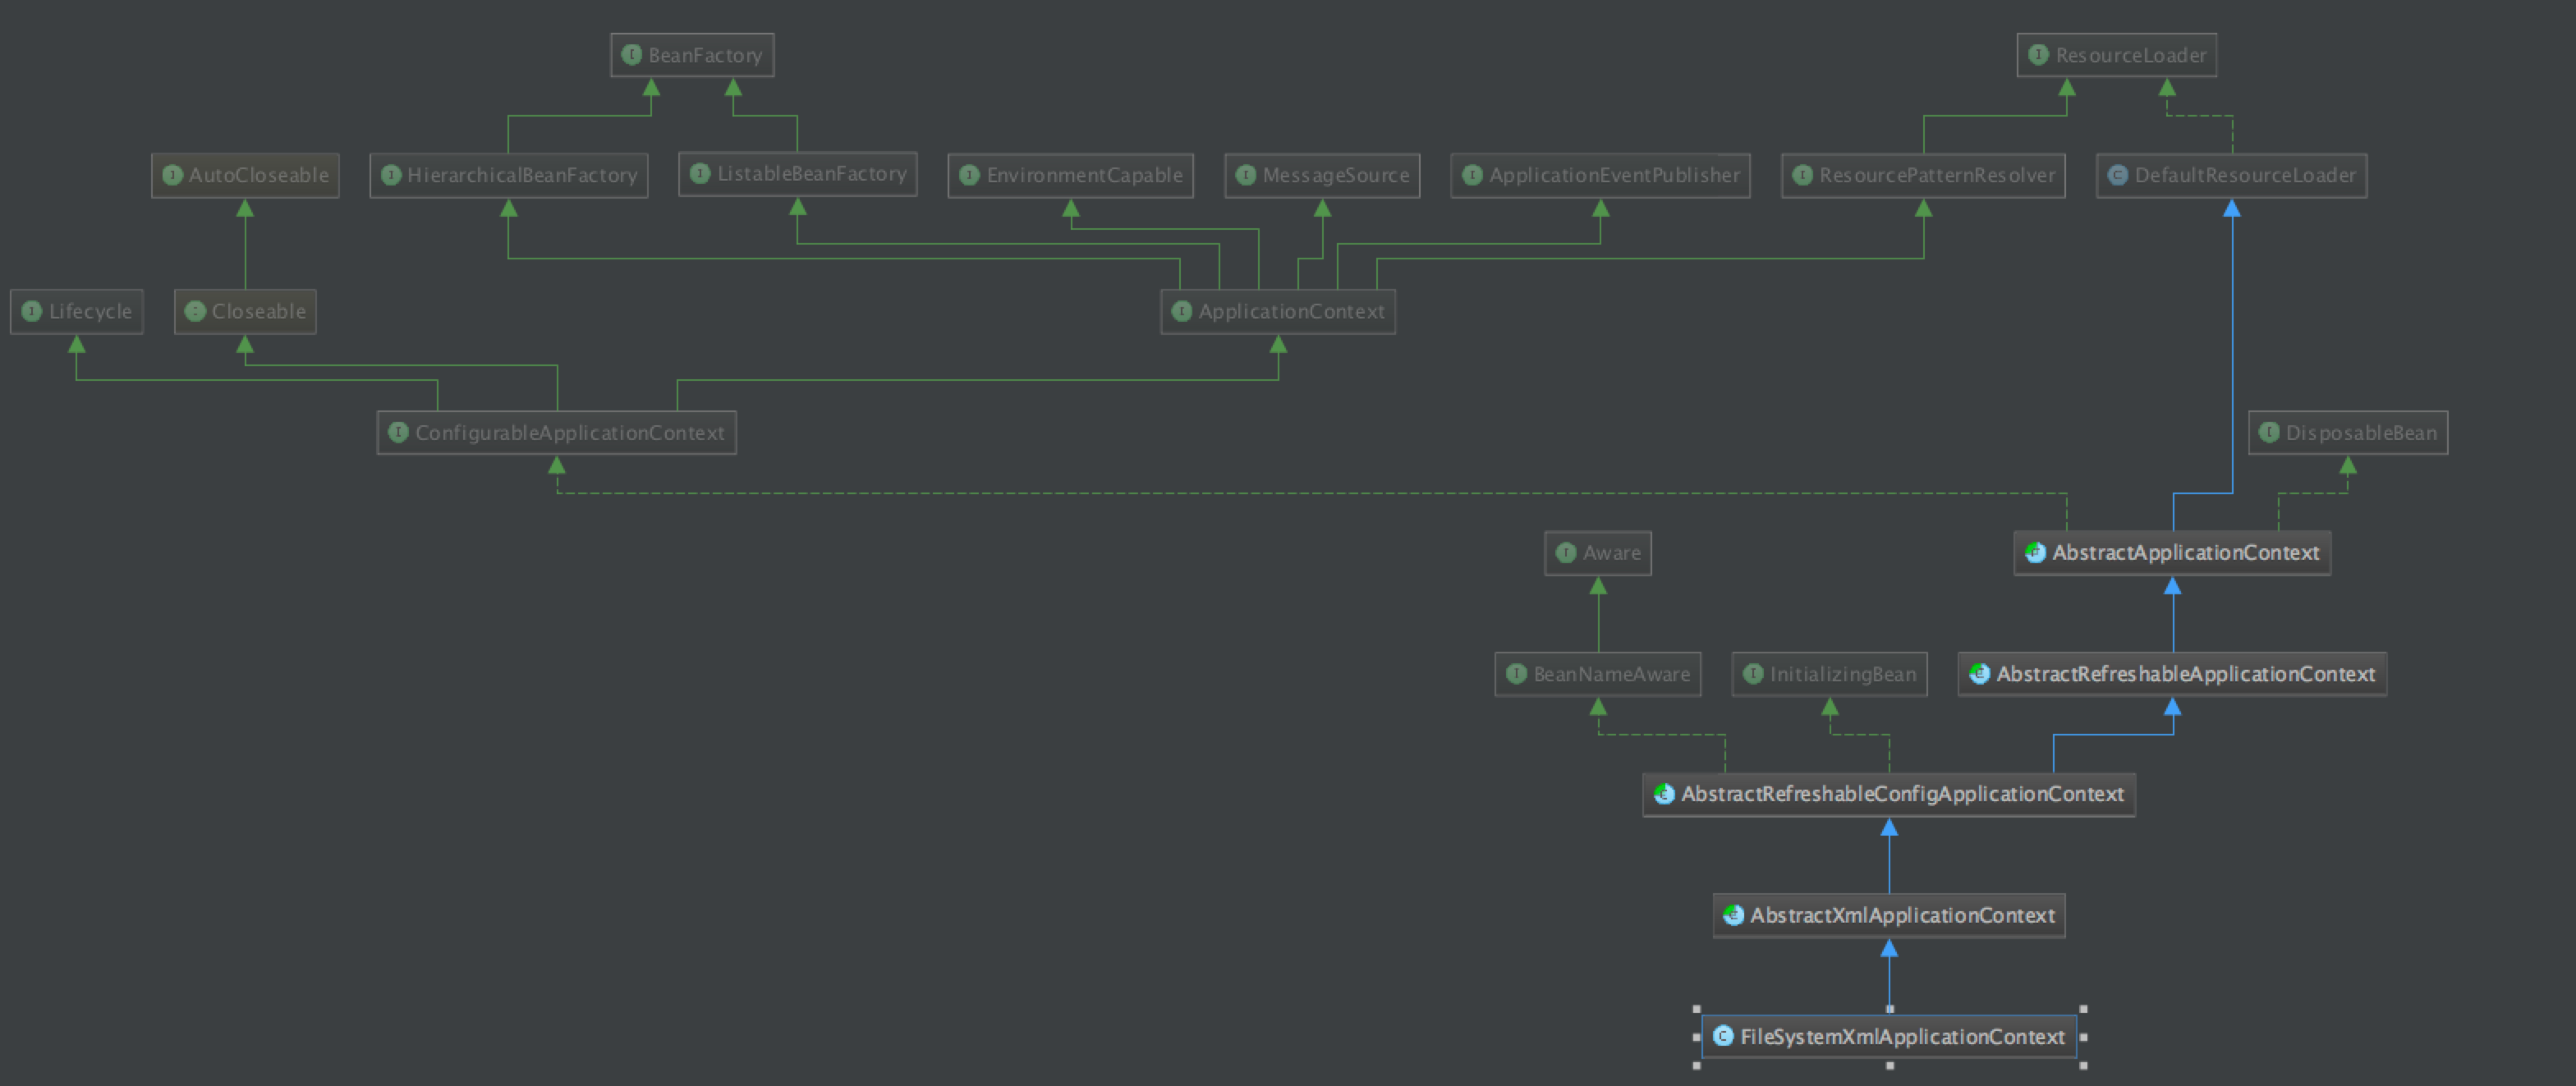 BeanFactory
ResourceLoader
AutoCloseable
HierarchicalBeanFactory
ListableBeanFactory
EnvironmentCapable
MessageSource
ApplicationEventPublisher
ResourcePatternResolver
DefaultResourceLoader
Lifecycle
Closeable
ApplicationContext
ConfigurableApplicationContext
DisposableBean
Aware
AbstractApplicationContext
BeanNameAware
InitializingBean
AbstractRefreshableApplicationContext
AbstractRefreshableConfigApplicationContext
AbstractXmlApplicationContext
FileSystemXmlApplicationContext